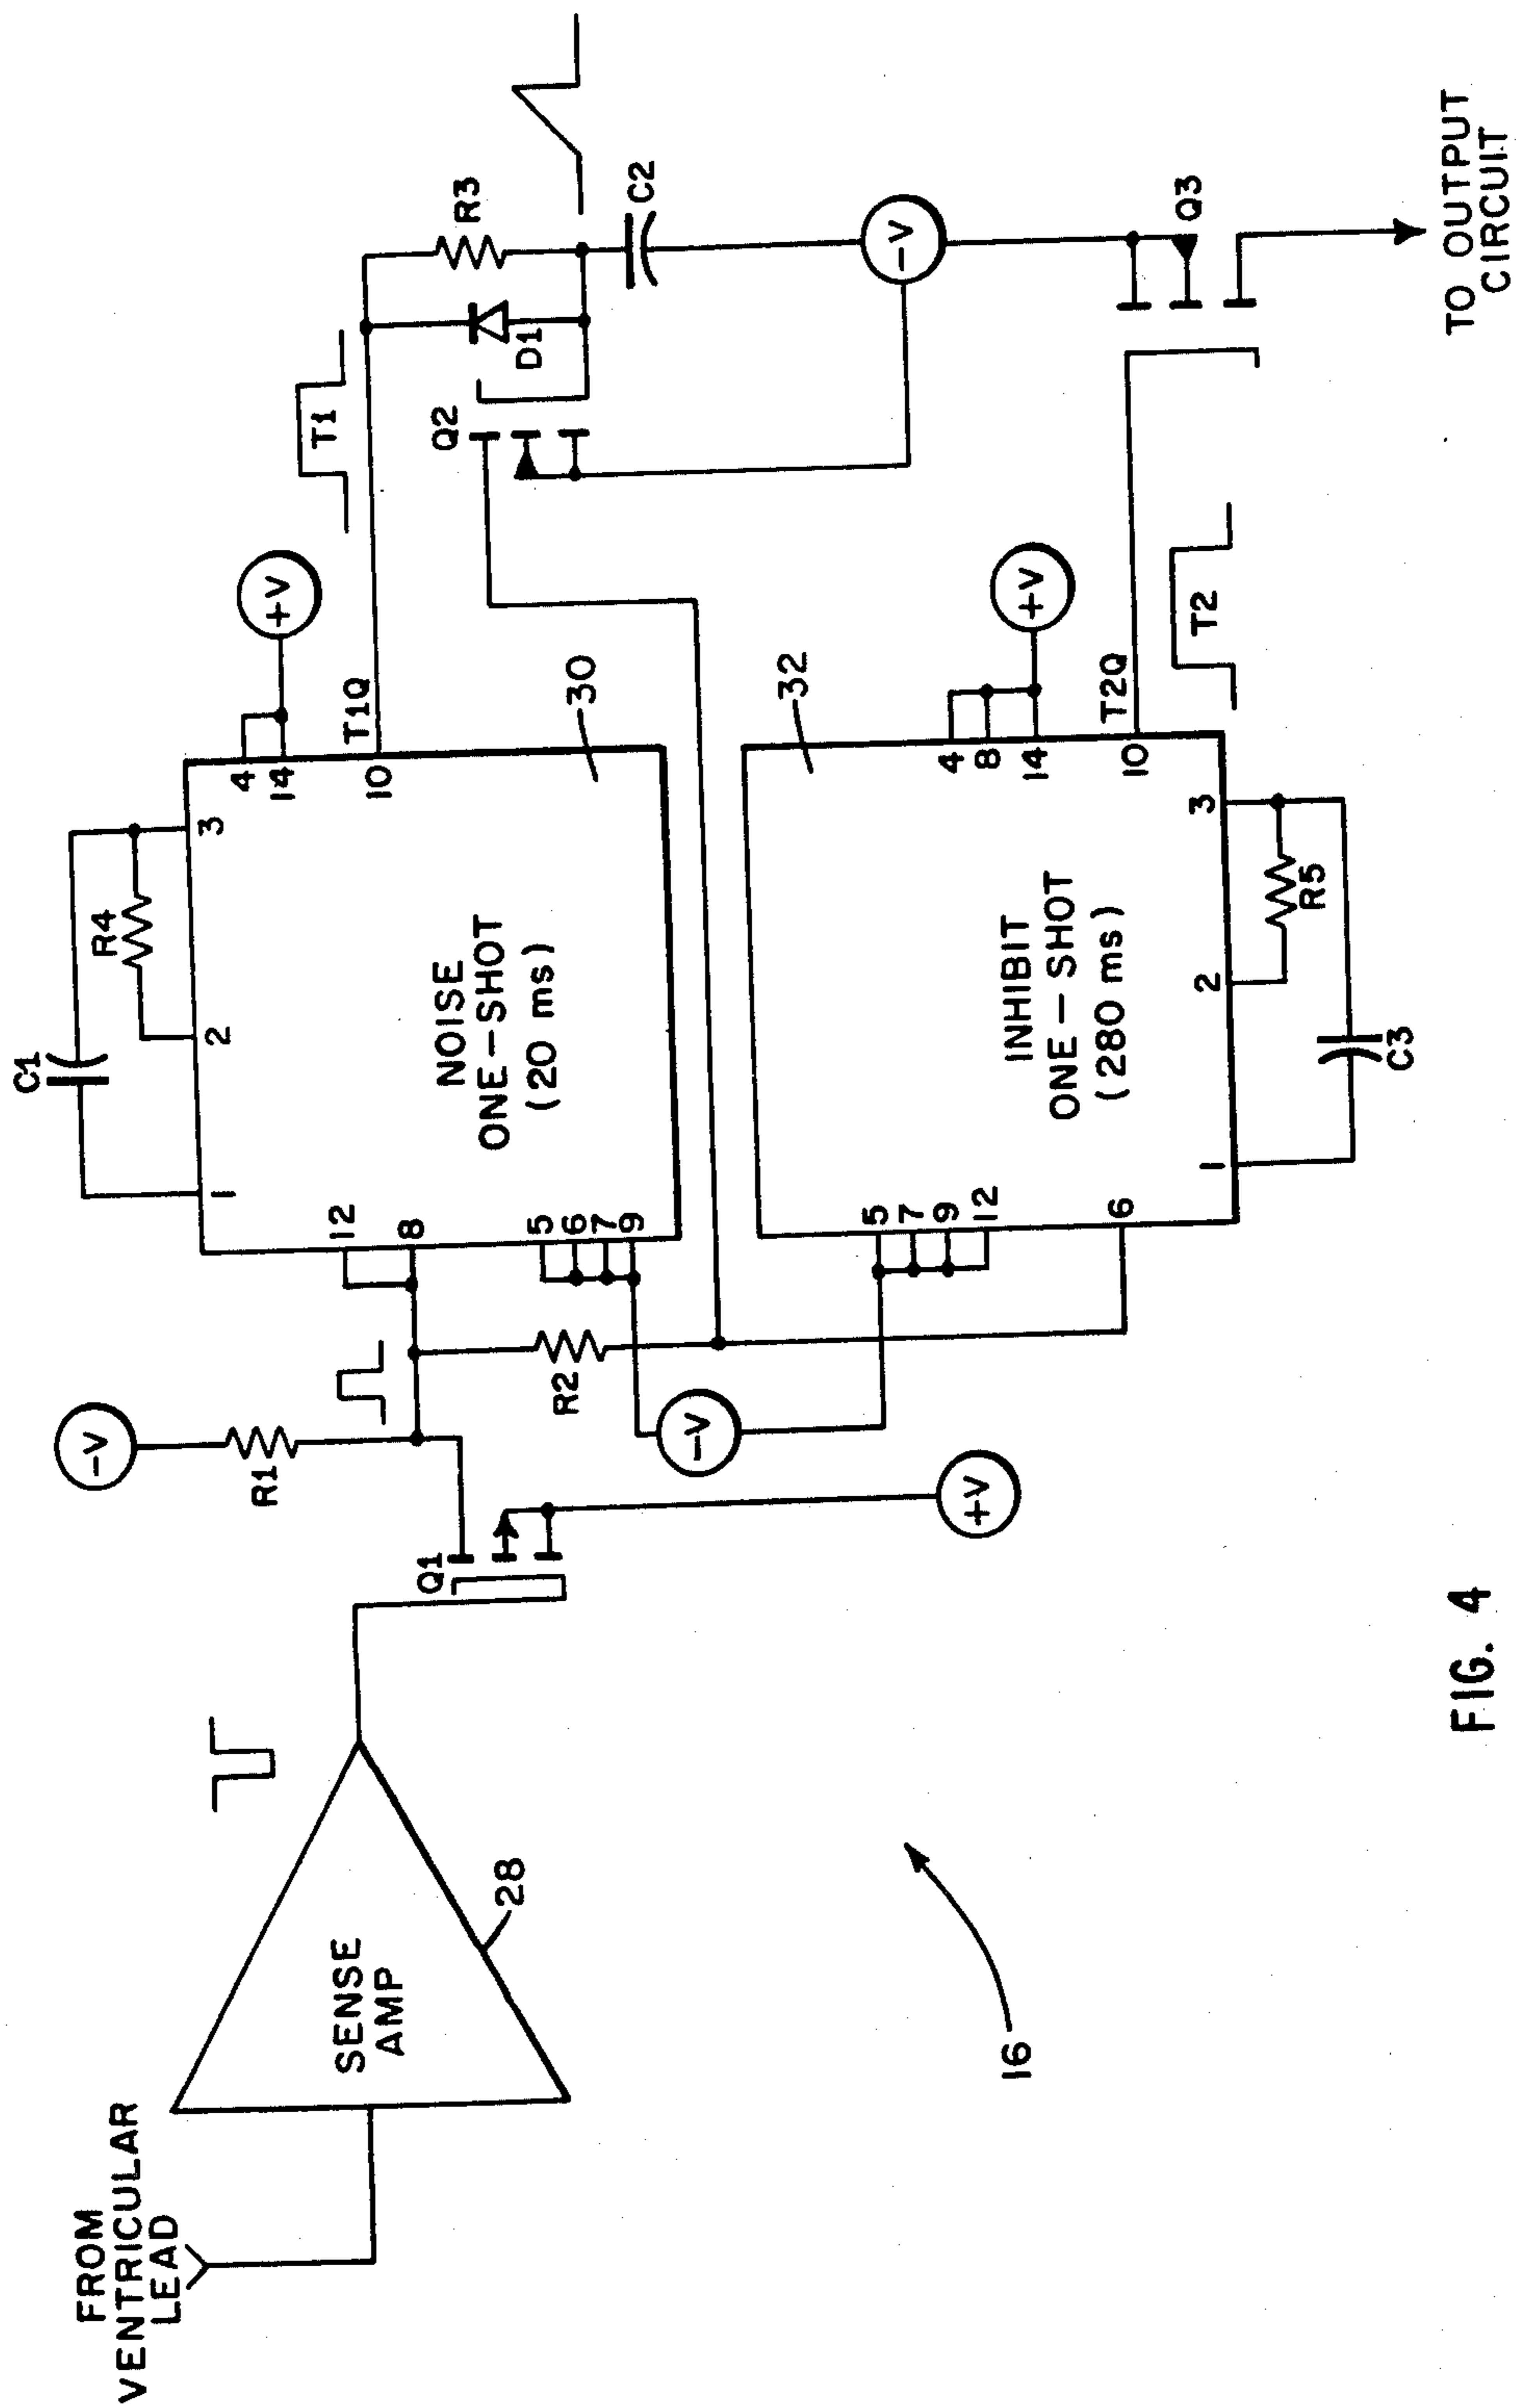 FROM
VENTRICULAR
LEAD
SENSE
AMP
28
16
Q1
-V
R1
+V
R2
-V
C1
R4
1
2
3
12
8
5
6
7
9
4
14
10
T1Q
NOISE
ONE-SHOT
(20 ms)
30
+V
T1
Q2
D1
R3
C2
-V
Q3
TO OUTPUT
CIRCUIT
32
5
7
9
12
6
4
8
14
10
T2Q
+V
T2
INHIBIT
ONE-SHOT
(280 ms)
1
2
3
R5
C3
FIG. 4